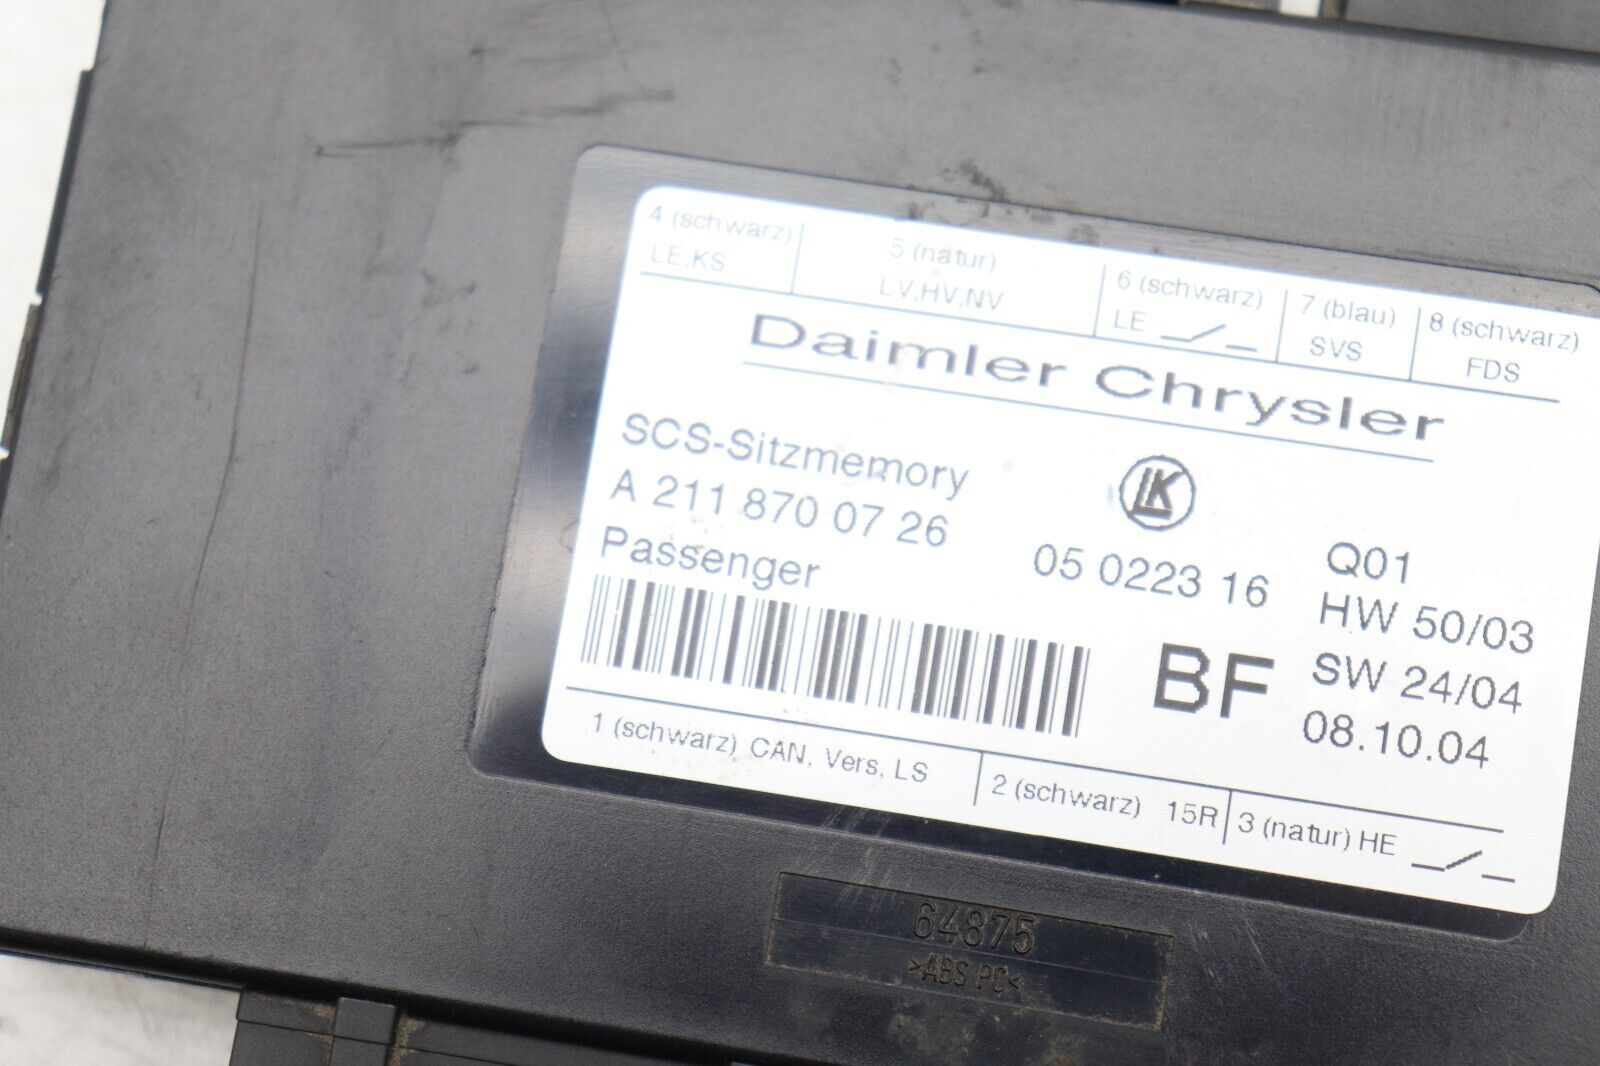 4 (schwarz) 5 (natur) 6 (schwarz) 7 (blau) 8 (schwarz)
LE,KS LV,HV,NV LE SVS FDS
Daimler Chrysler
SCS-Sitzmemory LK
A 211 870 07 26 05 0223 16 Q01
Passenger HW 50/03
BF SW 24/04
08.10.04
1 (schwarz) CAN, Vers, LS 2 (schwarz) 15R 3 (natur) HE
64875
>ABS PC<